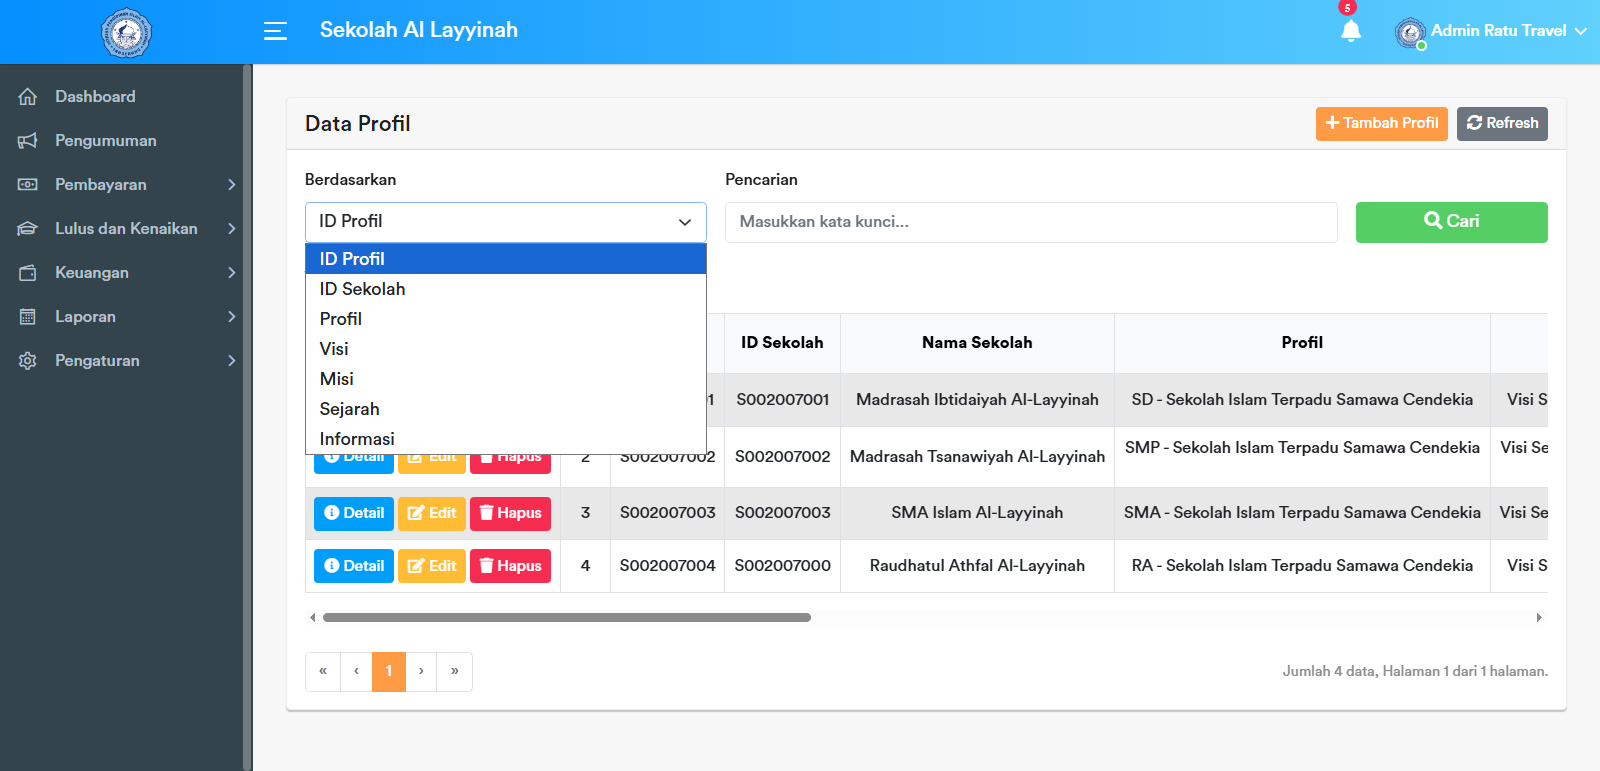 Sekolah Al Layyinah
5
Admin Ratu Travel
Dashboard
Pengumuman
Pembayaran
Lulus dan Kenaikan
Keuangan
Laporan
Pengaturan
Data Profil
Tambah Profil
Refresh
Berdasarkan
Pencarian
ID Profil
Masukkan kata kunci...
Cari
ID Profil
ID Sekolah
Profil
Visi
Misi
Sejarah
Informasi
ID Sekolah Nama Sekolah Profil
1 S002007001 Madrasah Ibtidaiyah Al-Layyinah SD - Sekolah Islam Terpadu Samawa Cendekia Visi S
Detail Edit Hapus 2 S002007002 S002007002 Madrasah Tsanawiyah Al-Layyinah SMP - Sekolah Islam Terpadu Samawa Cendekia Visi Se
Detail Edit Hapus 3 S002007003 S002007003 SMA Islam Al-Layyinah SMA - Sekolah Islam Terpadu Samawa Cendekia Visi Se
Detail Edit Hapus 4 S002007004 S002007000 Raudhatul Athfal Al-Layyinah RA - Sekolah Islam Terpadu Samawa Cendekia Visi S
« ‹ 1 › »
Jumlah 4 data, Halaman 1 dari 1 halaman.